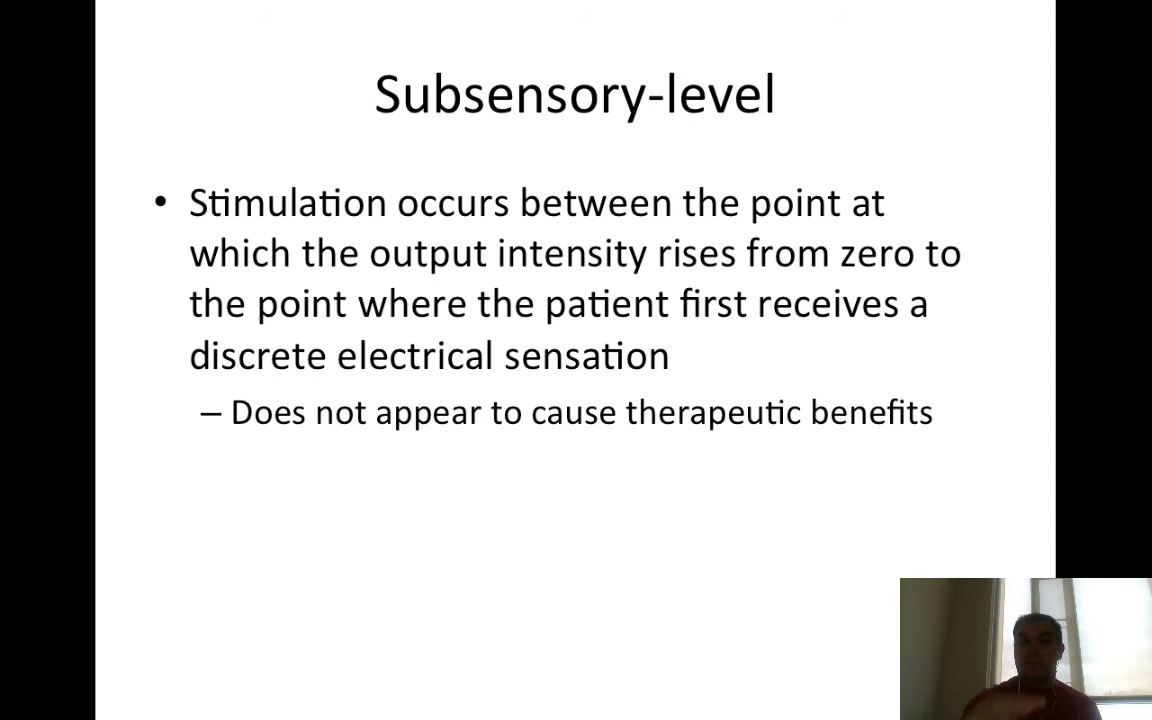 Subsensory-level
• Stimulation occurs between the point at
which the output intensity rises from zero to
the point where the patient first receives a
discrete electrical sensation
– Does not appear to cause therapeutic benefits